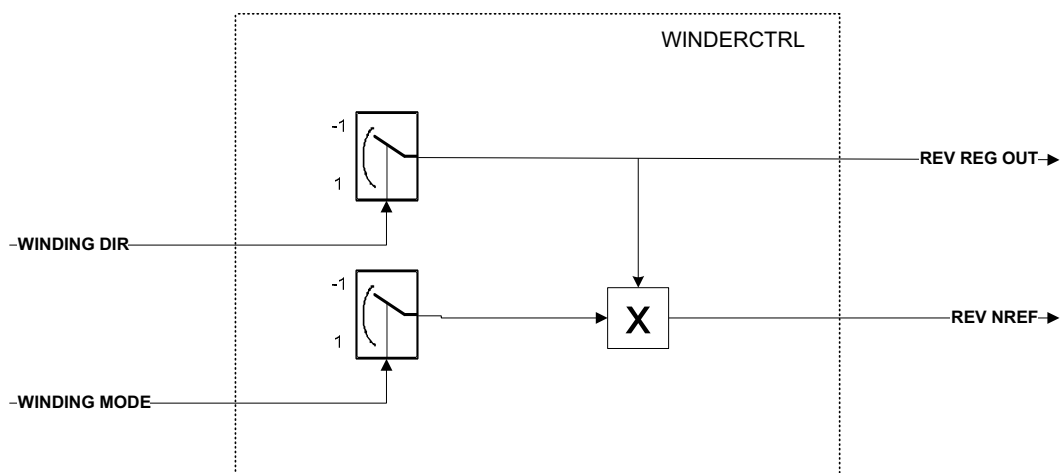 WINDERCTRL
-1
1
REV REG OUT
WINDING DIR
-1
1
X
REV NREF
WINDING MODE